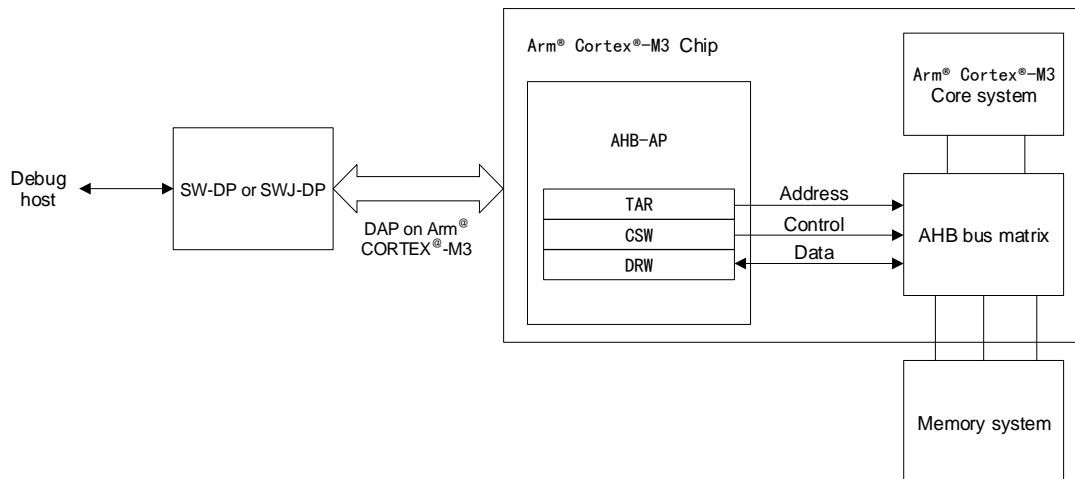 Debug
host
SW-DP or SWJ-DP
DAP on Arm@
CORTEX@-M3
Arm® Cortex®-M3 Chip
AHB-AP
TAR
CSW
DRW
Address
Control
Data
Arm® Cortex®-M3
Core system
AHB bus matrix
Memory system